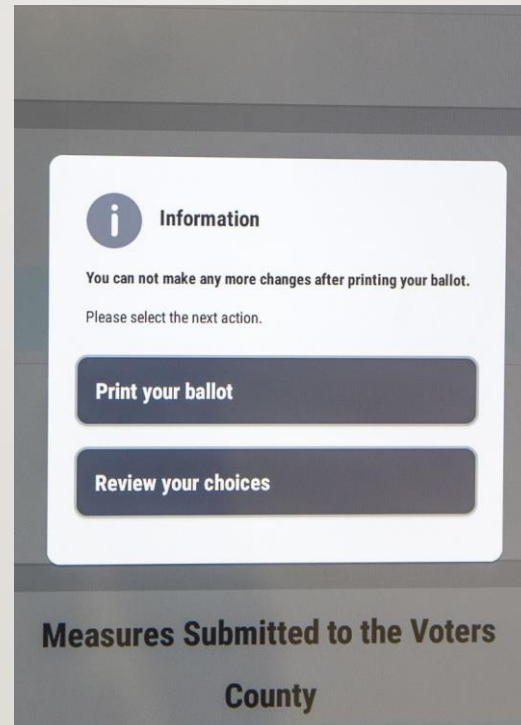 Information
You can not make any more changes after printing your ballot.
Please select the next action.
Print your ballot
Review your choices
Measures Submitted to the Voters
County